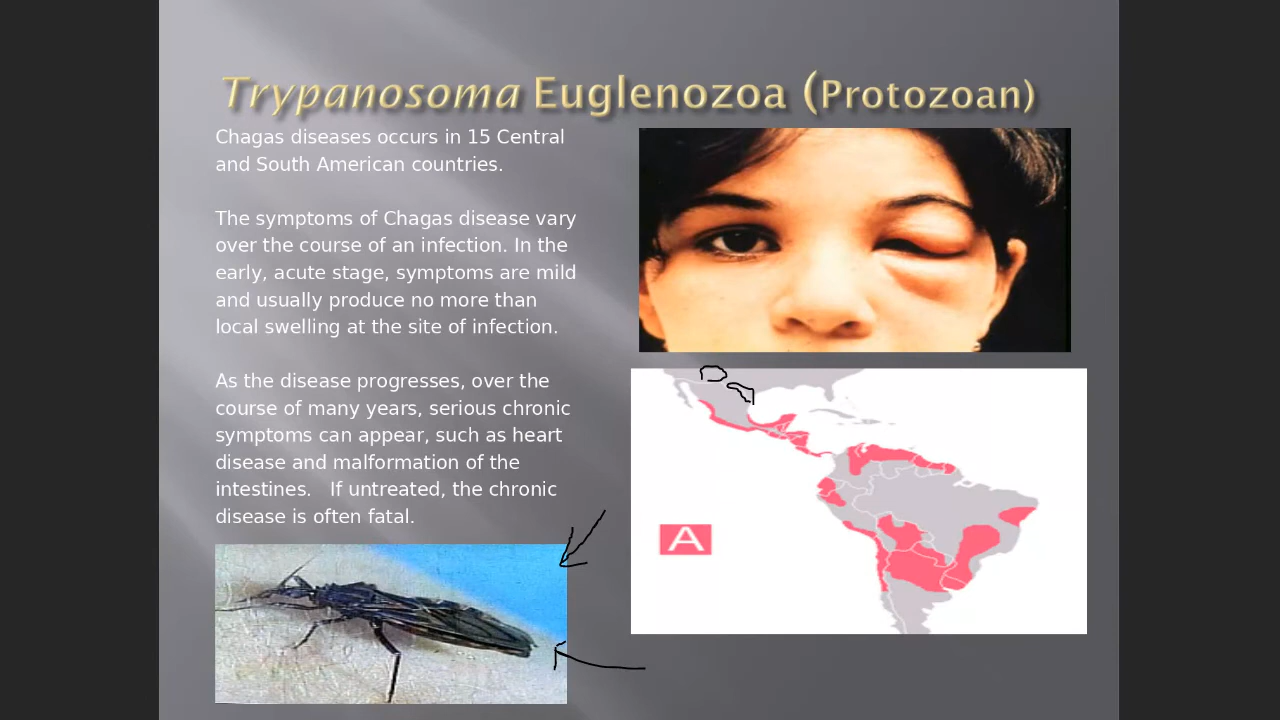 Trypanosoma Euglenozoa (Protozoan)
Chagas diseases occurs in 15 Central
and South American countries.
The symptoms of Chagas disease vary
over the course of an infection. In the
early, acute stage, symptoms are mild
and usually produce no more than
local swelling at the site of infection.
As the disease progresses, over the
course of many years, serious chronic
symptoms can appear, such as heart
disease and malformation of the
intestines. If untreated, the chronic
disease is often fatal.
A